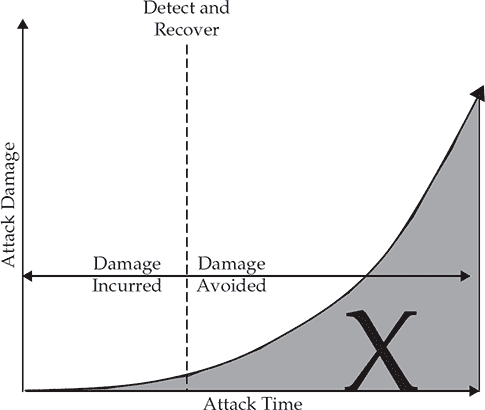 Detect and
Recover
Attack Damage
Damage
Incurred
Damage
Avoided
X
Attack Time